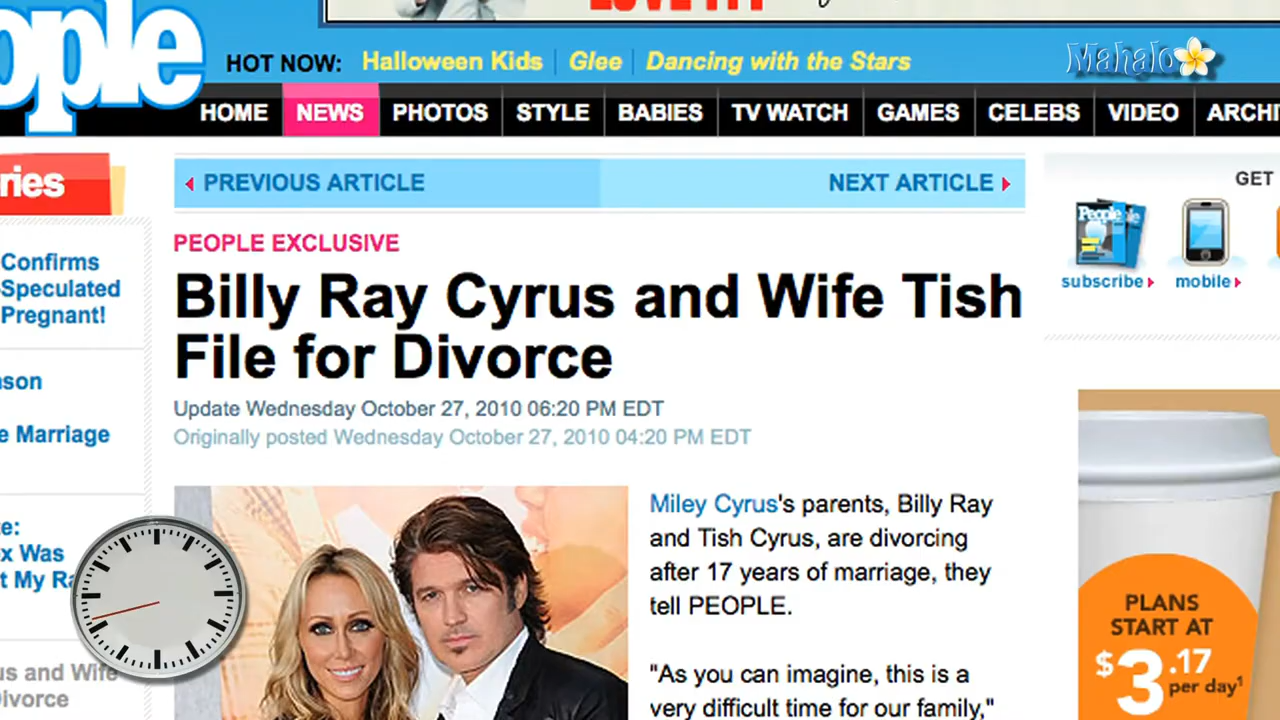 HOT NOW: Halloween Kids Glee Dancing with the Stars
Mahalo
HOME NEWS PHOTOS STYLE BABIES TV WATCH GAMES CELEBS VIDEO
PREVIOUS ARTICLE NEXT ARTICLE
GET
PEOPLE EXCLUSIVE
Billy Ray Cyrus and Wife Tish
File for Divorce
Update Wednesday October 27, 2010 06:20 PM EDT
Originally posted Wednesday October 27, 2010 04:20 PM EDT
People
subscribe mobile
Confirms
-Speculated
Pregnant!
e Marriage
Miley Cyrus's parents, Billy Ray
and Tish Cyrus, are divorcing
after 17 years of marriage, they
tell PEOPLE.
"As you can imagine, this is a
very difficult time for our family,"
x Was
t My
us and Wife
Divorce
PLANS
START AT
$3.17
per day1